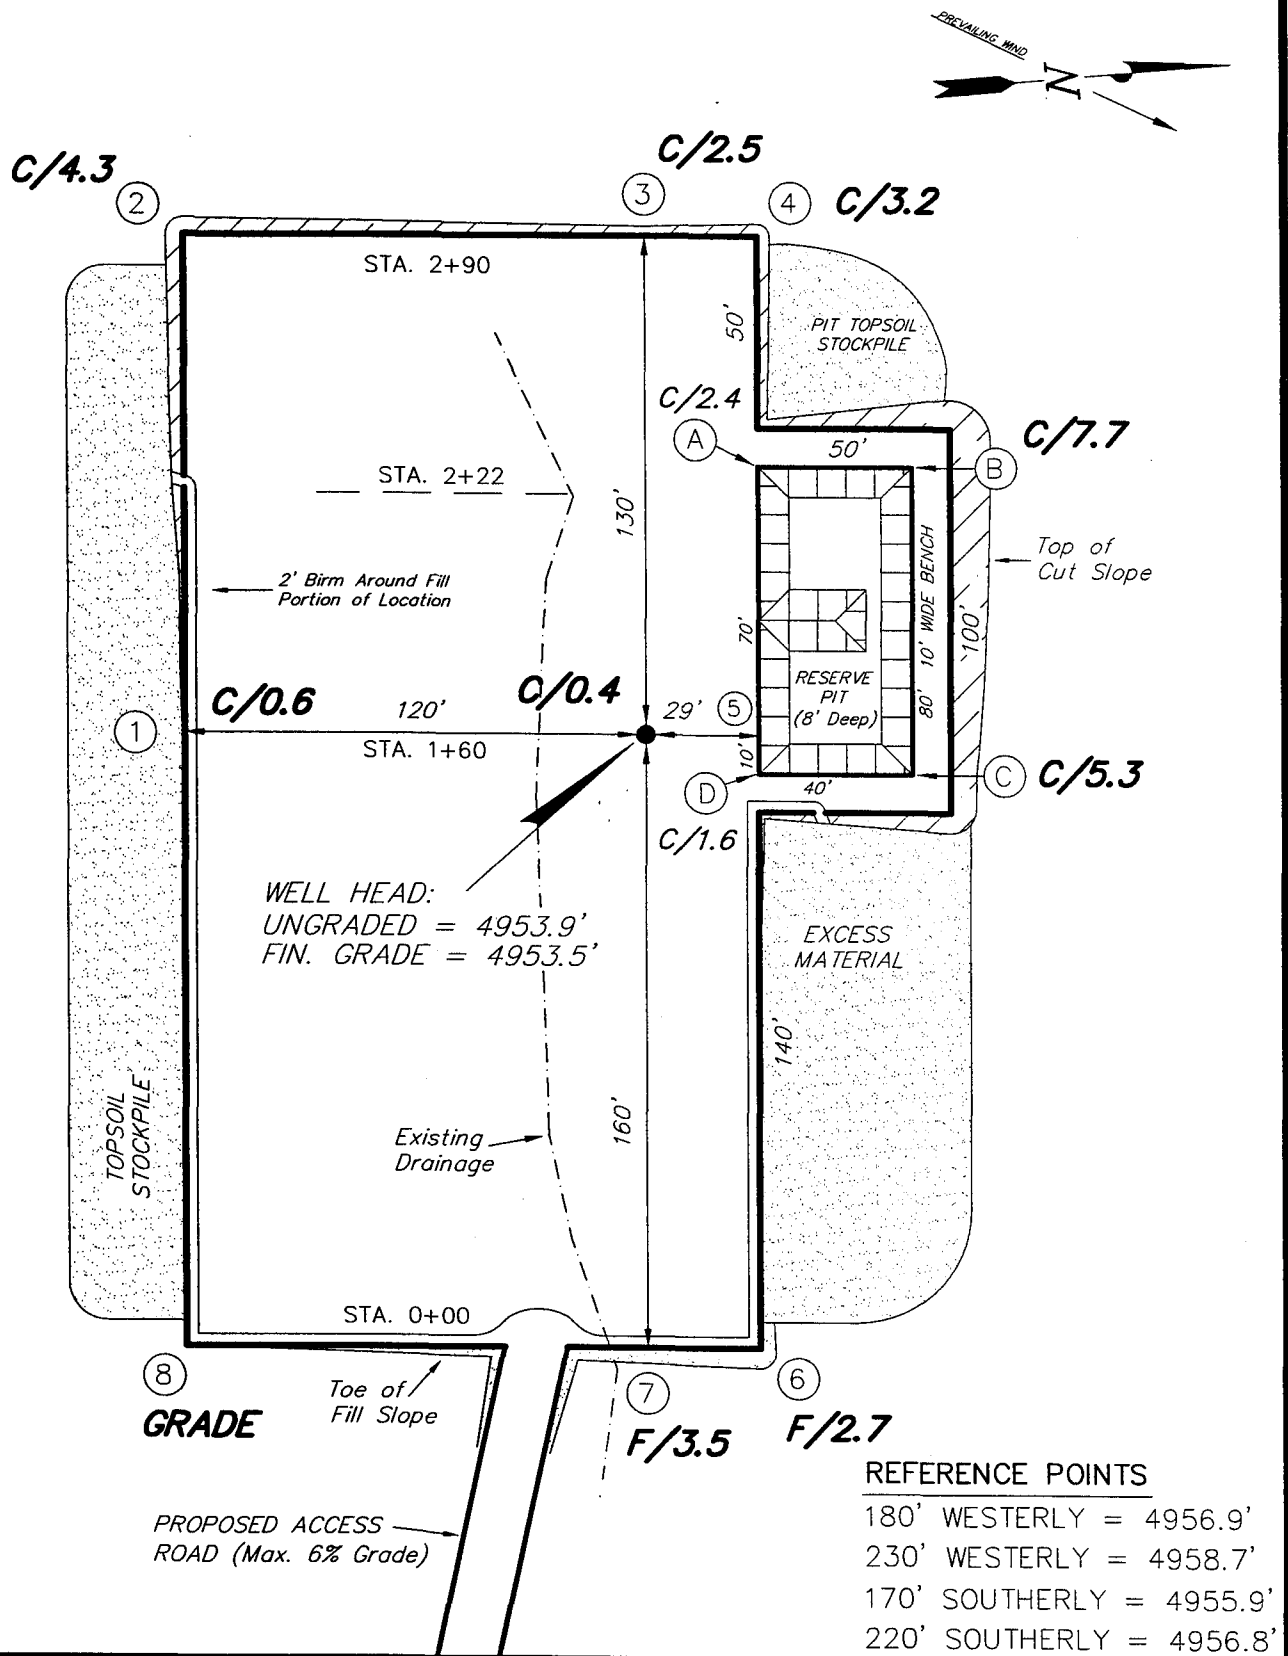 PREVAILING WIND
N
C/4.3
2
C/2.5
3
4
C/3.2
STA. 2+90
50'
PIT TOPSOIL
STOCKPILE
C/2.4
A
50'
C/7.7
B
STA. 2+22
130'
Top of
Cut Slope
2' Birm Around Fill
Portion of Location
70'
10' WIDE BENCH
80'
100'
RESERVE
PIT
(8' Deep)
1
C/0.6
120'
STA. 1+60
C/0.4
29'
5
10'
D
40'
C
C/5.3
C/1.6
WELL HEAD:
UNGRADED = 4953.9'
FIN. GRADE = 4953.5'
EXCESS
MATERIAL
140'
160'
TOPSOIL
STOCKPILE
Existing
Drainage
STA. 0+00
8
GRADE
Toe of
Fill Slope
7
F/3.5
6
F/2.7
PROPOSED ACCESS
ROAD (Max. 6% Grade)
REFERENCE POINTS
180' WESTERLY = 4956.9'
230' WESTERLY = 4958.7'
170' SOUTHERLY = 4955.9'
220' SOUTHERLY = 4956.8'